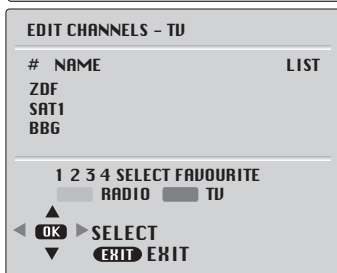 EDIT CHANNELS - TV
# NAME LIST
ZDF
SAT1
BBG
1 2 3 4 SELECT FAVOURITE
RADIO TV
OK SELECT
EXIT EXIT